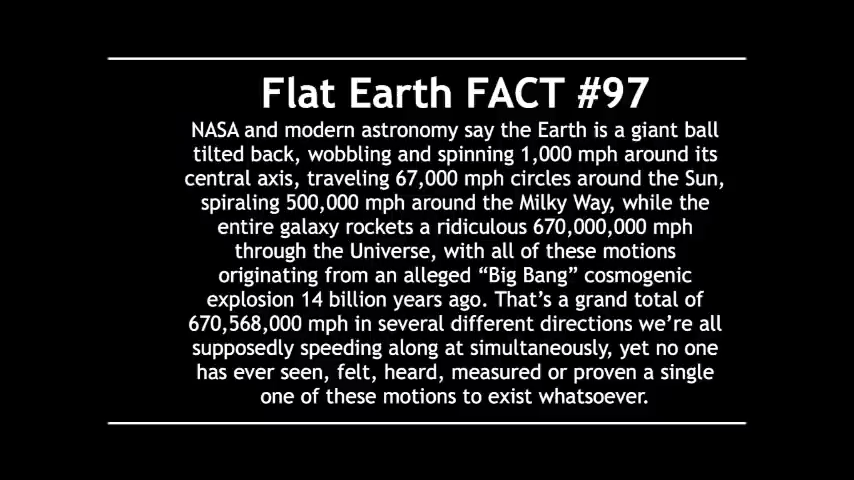 Flat Earth FACT #97
NASA and modern astronomy say the Earth is a giant ball
tilted back, wobbling and spinning 1,000 mph around its
central axis, traveling 67,000 mph circles around the Sun,
spiraling 500,000 mph around the Milky Way, while the
entire galaxy rockets a ridiculous 670,000,000 mph
through the Universe, with all of these motions
originating from an alleged “Big Bang” cosmogenic
explosion 14 billion years ago. That’s a grand total of
670,568,000 mph in several different directions we’re all
supposedly speeding along at simultaneously, yet no one
has ever seen, felt, heard, measured or proven a single
one of these motions to exist whatsoever.